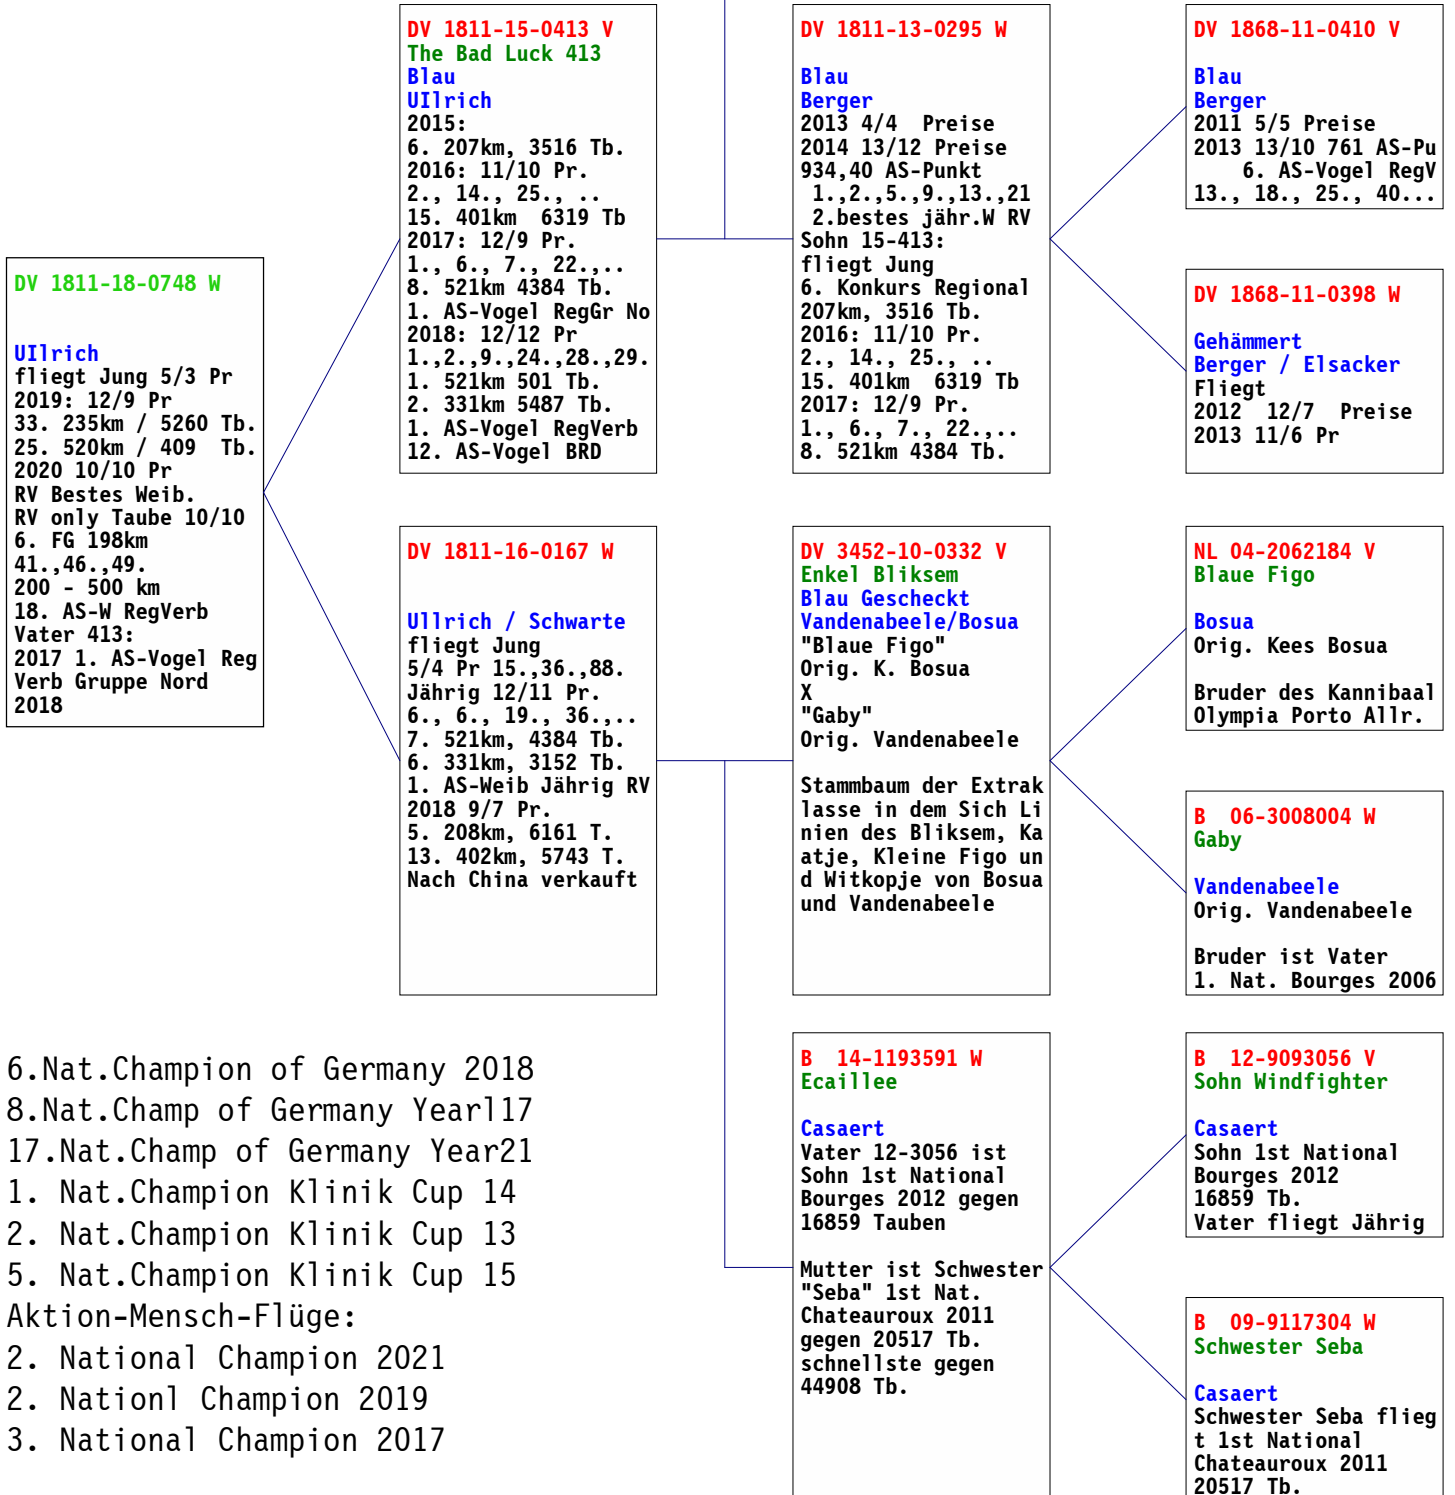 DV 1811-18-0748 W
UIlrich
fliegt Jung 5/3 Pr
2019: 12/9 Pr
33. 235km / 5260 Tb.
25. 520km / 409  Tb.
2020 10/10 Pr
RV Bestes Weib.
RV only Taube 10/10
6. FG 198km
41.,46.,49.
200 - 500 km
18. AS-W RegVerb
Vater 413:
2017 1. AS-Vogel Reg
Verb Gruppe Nord
2018
DV 1811-15-0413 V
The Bad Luck 413
Blau
UIlrich
2015:
6. 207km, 3516 Tb.
2016: 11/10 Pr.
2., 14., 25., ..
15. 401km  6319 Tb
2017: 12/9 Pr.
1., 6., 7., 22.,..
8. 521km 4384 Tb.
1. AS-Vogel RegGr No
2018: 12/12 Pr
1.,2.,9.,24.,28.,29.
1. 521km 501 Tb.
2. 331km 5487 Tb.
1. AS-Vogel RegVerb
12. AS-Vogel BRD
DV 1811-16-0167 W
Ullrich / Schwarte
fliegt Jung
5/4 Pr 15.,36.,88.
Jährig 12/11 Pr.
6., 6., 19., 36.,..
7. 521km, 4384 Tb.
6. 331km, 3152 Tb.
1. AS-Weib Jährig RV
2018 9/7 Pr.
5. 208km, 6161 T.
13. 402km, 5743 T.
Nach China verkauft
DV 1811-13-0295 W
Blau
Berger
2013 4/4  Preise
2014 13/12 Preise
934,40 AS-Punkt
1.,2.,5.,9.,13.,21
2.bestes jähr.W RV
Sohn 15-413:
fliegt Jung
6. Konkurs Regional
207km, 3516 Tb.
2016: 11/10 Pr.
2., 14., 25., ..
15. 401km  6319 Tb
2017: 12/9 Pr.
1., 6., 7., 22.,..
8. 521km 4384 Tb.
DV 3452-10-0332 V
Enkel Bliksem
Blau Gescheckt
Vandenabeele/Bosua
"Blaue Figo"
Orig. K. Bosua
X
"Gaby"
Orig. Vandenabeele
Stammbaum der Extrak
lasse in dem Sich Li
nien des Bliksem, Ka
atje, Kleine Figo un
d Witkopje von Bosua
und Vandenabeele
B  14-1193591 W
Ecaillee
Casaert
Vater 12-3056 ist
Sohn 1st National
Bourges 2012 gegen
16859 Tauben
Mutter ist Schwester
"Seba" 1st Nat.
Chateauroux 2011
gegen 20517 Tb.
schnellste gegen
44908 Tb.
DV 1868-11-0410 V
Blau
Berger
2011 5/5 Preise
2013 13/10 761 AS-Pu
6. AS-Vogel RegV
13., 18., 25., 40...
DV 1868-11-0398 W
Gehämmert
Berger / Elsacker
Fliegt
2012  12/7  Preise
2013 11/6 Pr
NL 04-2062184 V
Blaue Figo
Bosua
Orig. Kees Bosua
Bruder des Kannibaal
Olympia Porto Allr.
B  06-3008004 W
Gaby
Vandenabeele
Orig. Vandenabeele
Bruder ist Vater
1. Nat. Bourges 2006
B  12-9093056 V
Sohn Windfighter
Casaert
Sohn 1st National
Bourges 2012
16859 Tb.
Vater fliegt Jährig
B  09-9117304 W
Schwester Seba
Casaert
Schwester Seba flieg
t 1st National
Chateauroux 2011
20517 Tb.
6.Nat.Champion of Germany 2018
8.Nat.Champ of Germany Yearl17
17.Nat.Champ of Germany Year21
1. Nat.Champion Klinik Cup 14
2. Nat.Champion Klinik Cup 13
5. Nat.Champion Klinik Cup 15
Aktion-Mensch-Flüge:
2. National Champion 2021
2. Nationl Champion 2019
3. National Champion 2017